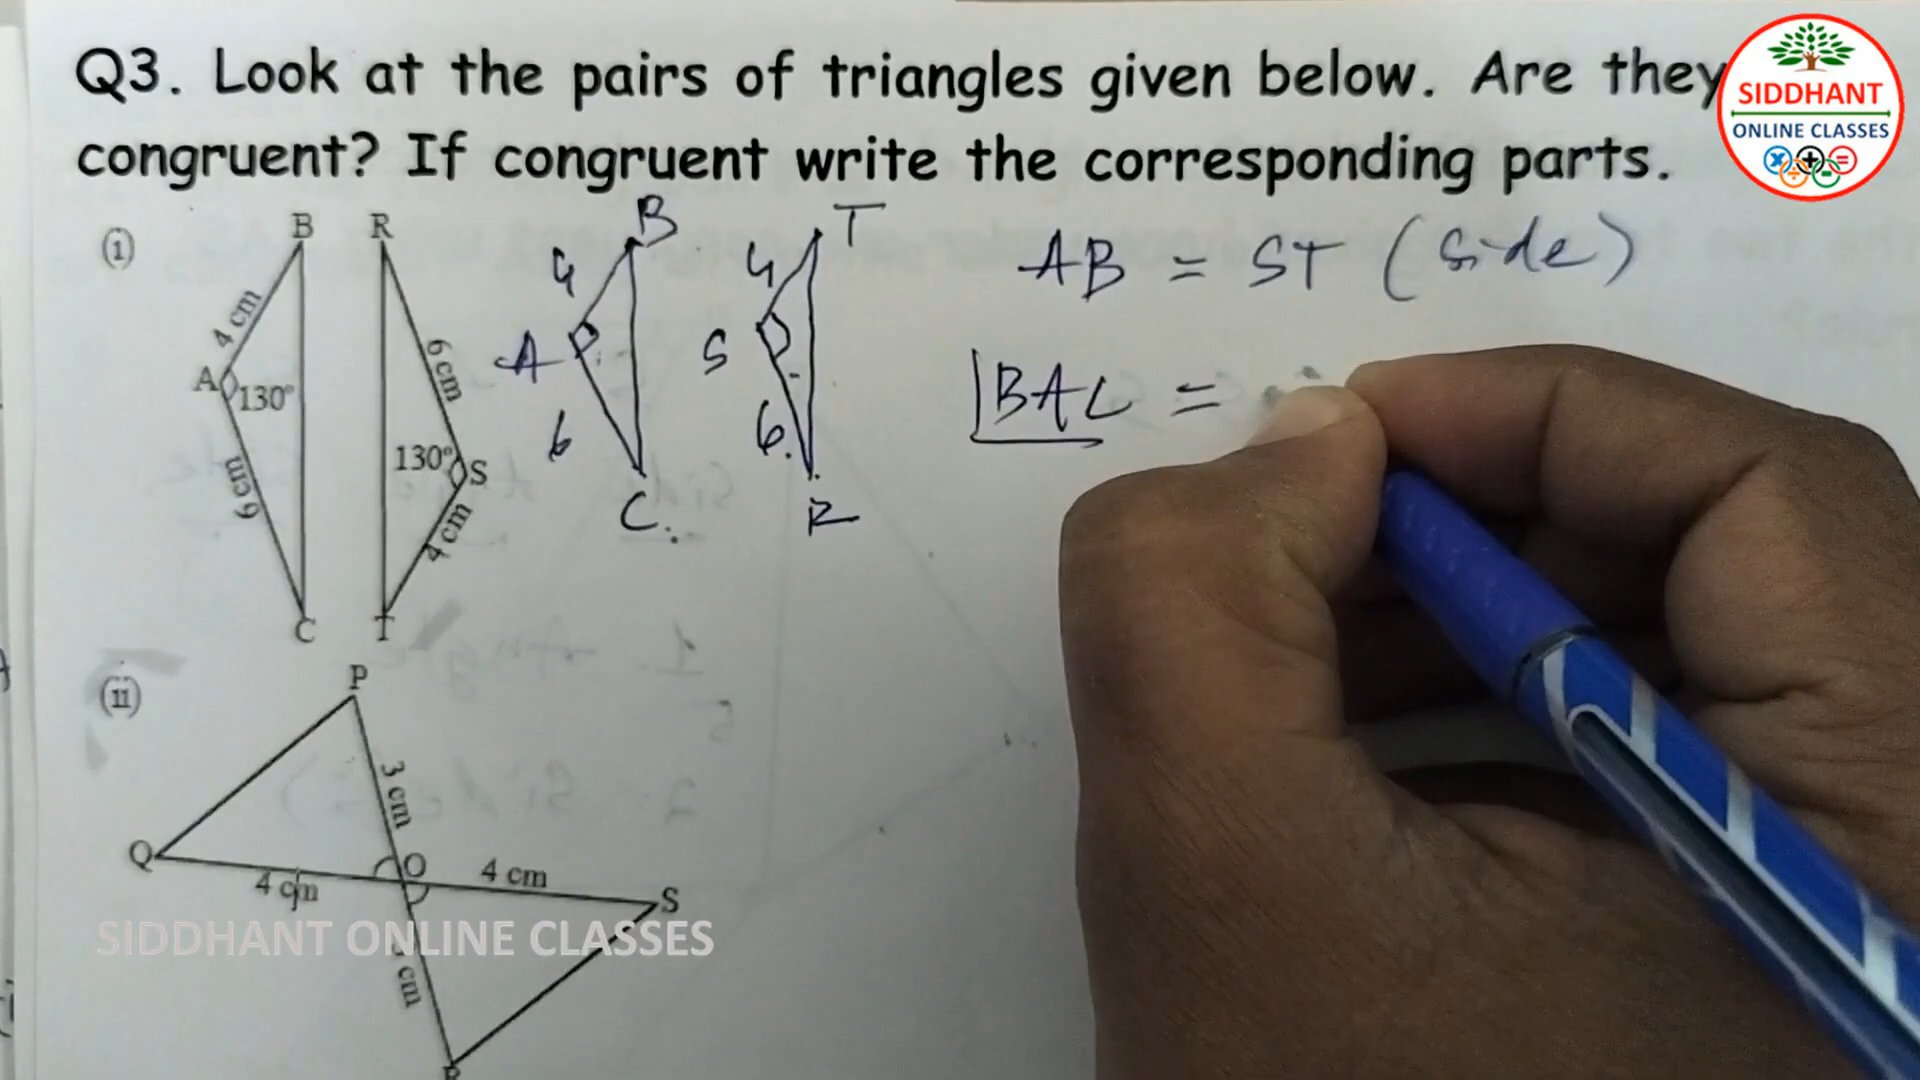 Q3. Look at the pairs of triangles given below. Are they
congruent? If congruent write the corresponding parts.
SIDDHANT
ONLINE CLASSES
(i)
B R
4 cm
A
130°
6 cm
C
6 cm
130°
S
4 cm
T
B
4
A
6
C.
T
4
S
6.
R
AB = ST (Side)
BAC =
(ii)
P
3 cm
Q
O
4 cm
4 cm
S
cm
SIDDHANT ONLINE CLASSES